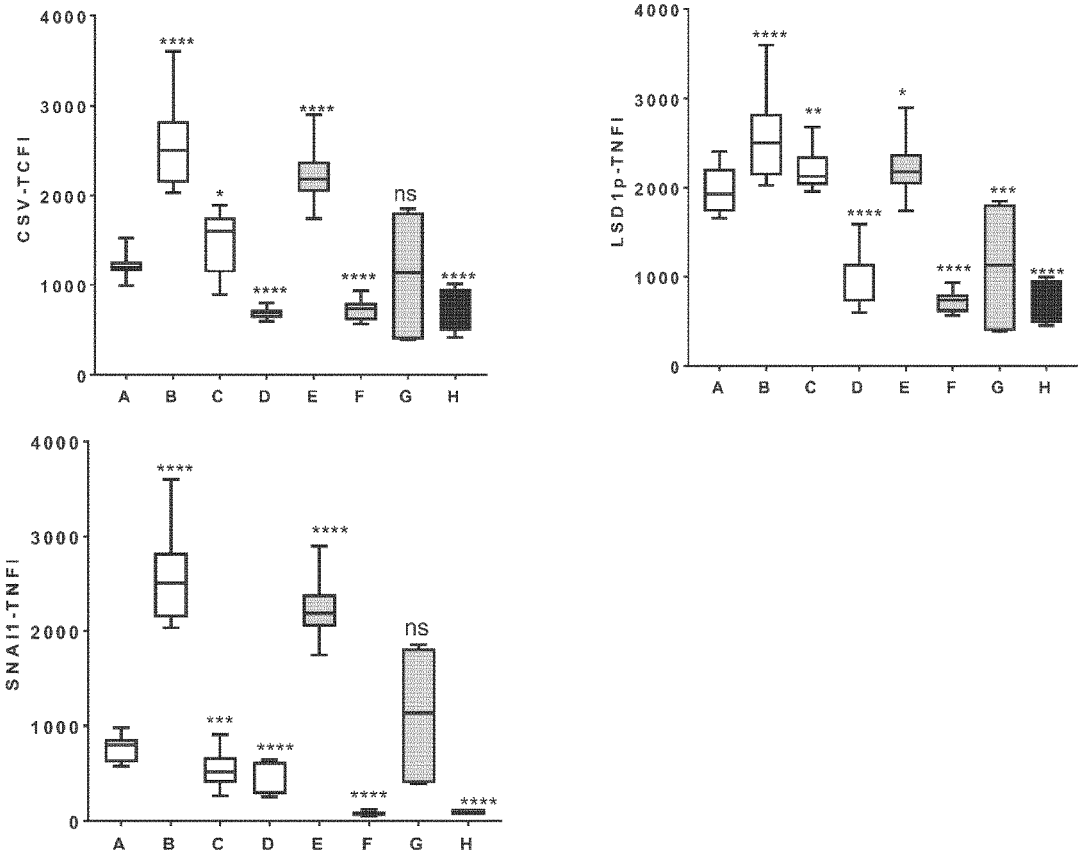 CSV-TCFI
4000
3000
2000
1000
0
**** * **** **** ns **** ****
A B C D E F G H
LSD1p-TNFI
4000
3000
2000
1000
0
**** ** **** * **** *** ****
A B C D E F G H
SNAI1-TNFI
4000
3000
2000
1000
0
**** *** **** **** **** ns ****
A B C D E F G H